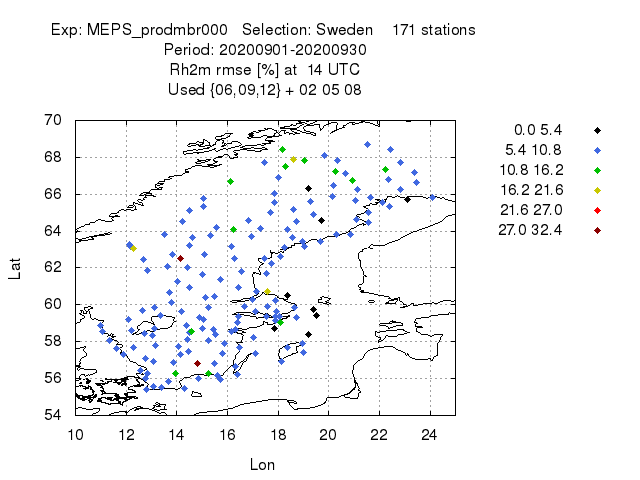 Exp: MEPS_prodmbr000   Selection: Sweden    171 stations
Period: 20200901-20200930
Rh2m rmse [%] at  14 UTC
Used {06,09,12} + 02 05 08
70
68
66
64
62
60
58
56
54
Lat
10 12 14 16 18 20 22 24
Lon
0.0 5.4
5.4 10.8
10.8 16.2
16.2 21.6
21.6 27.0
27.0 32.4